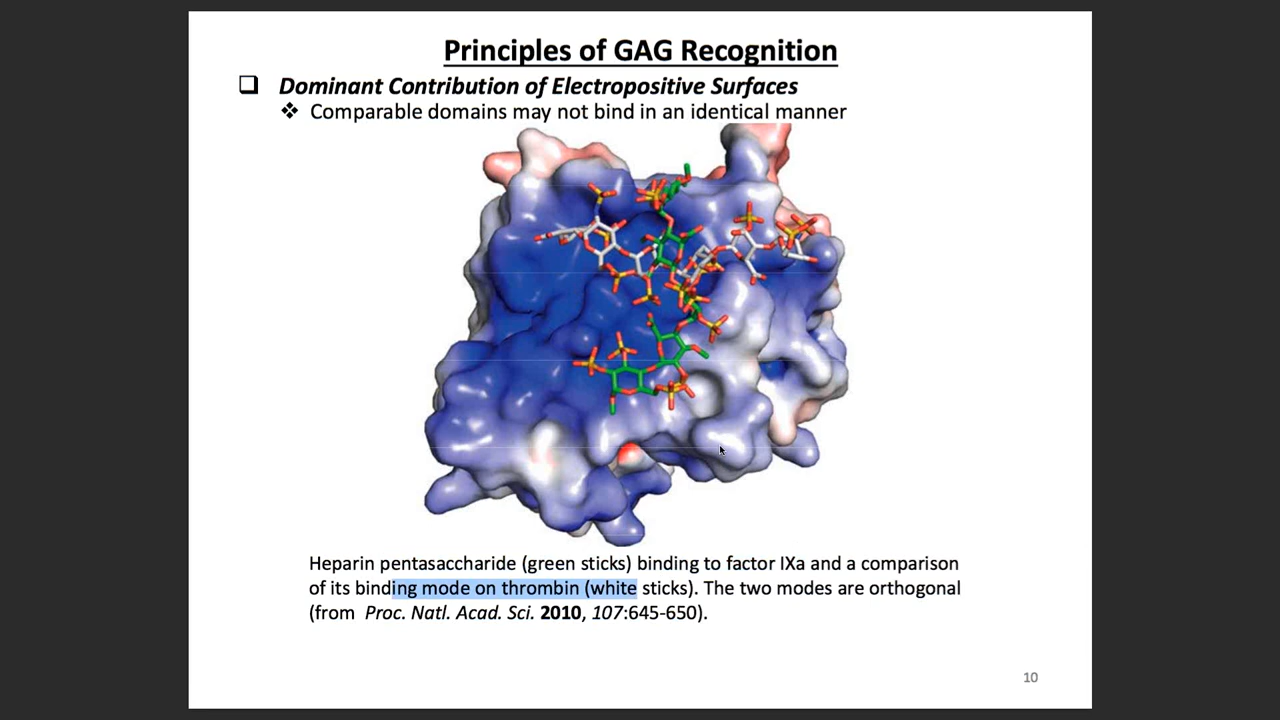 Principles of GAG Recognition
Dominant Contribution of Electropositive Surfaces
Comparable domains may not bind in an identical manner
Heparin pentasaccharide (green sticks) binding to factor IXa and a comparison
of its binding mode on thrombin (white sticks). The two modes are orthogonal
(from Proc. Natl. Acad. Sci. 2010, 107:645-650).
10